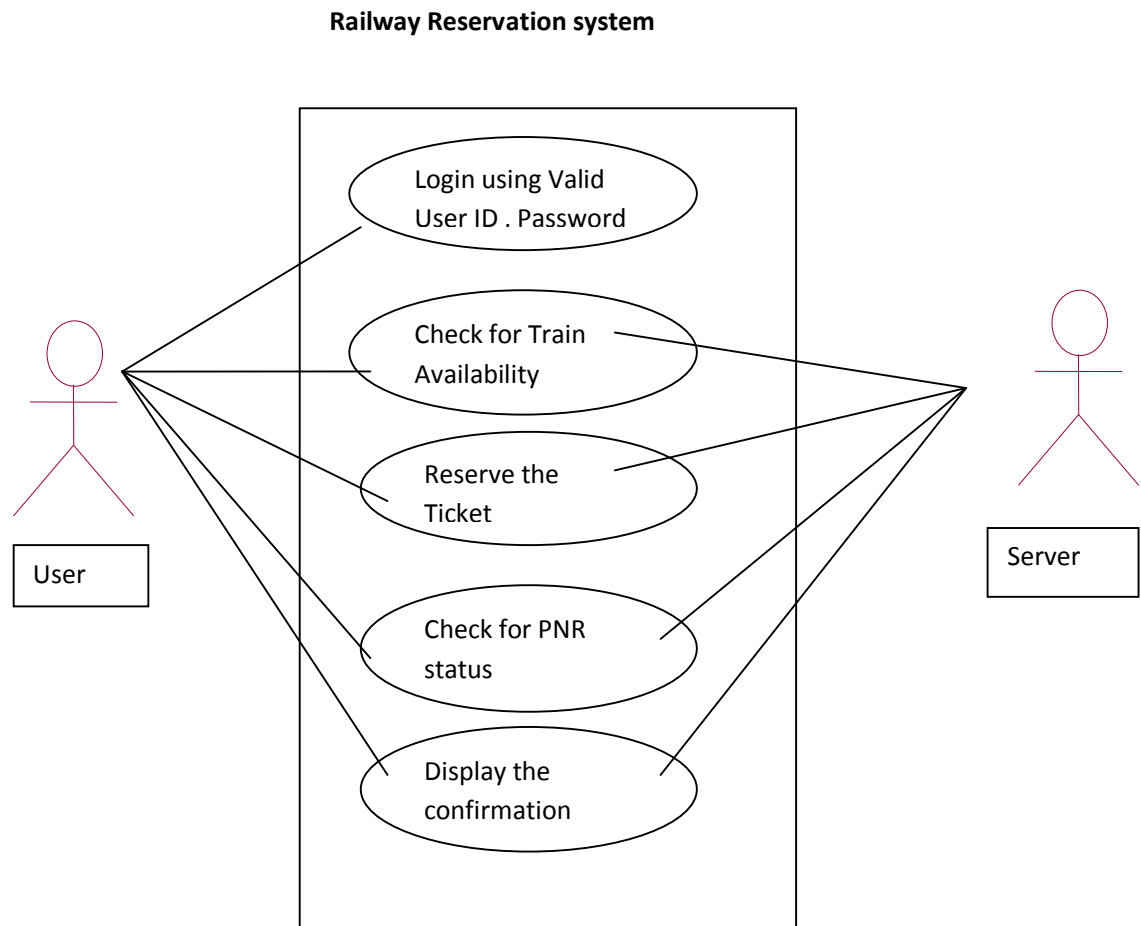 Railway Reservation system
Login using Valid
User ID . Password
Check for Train
Availability
Reserve the
Ticket
User
Server
Check for PNR
status
Display the
confirmation